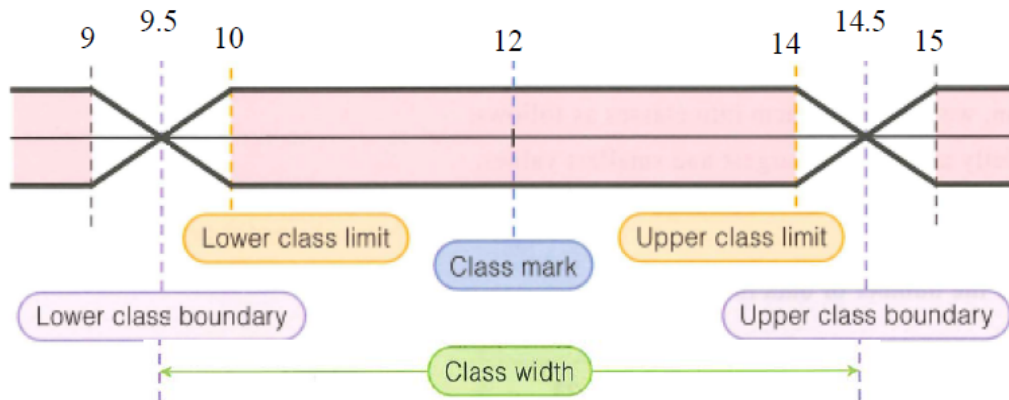 9 9.5 10 12 14 14.5 15
Lower class limit Upper class limit
Class mark
Lower class boundary Upper class boundary
Class width